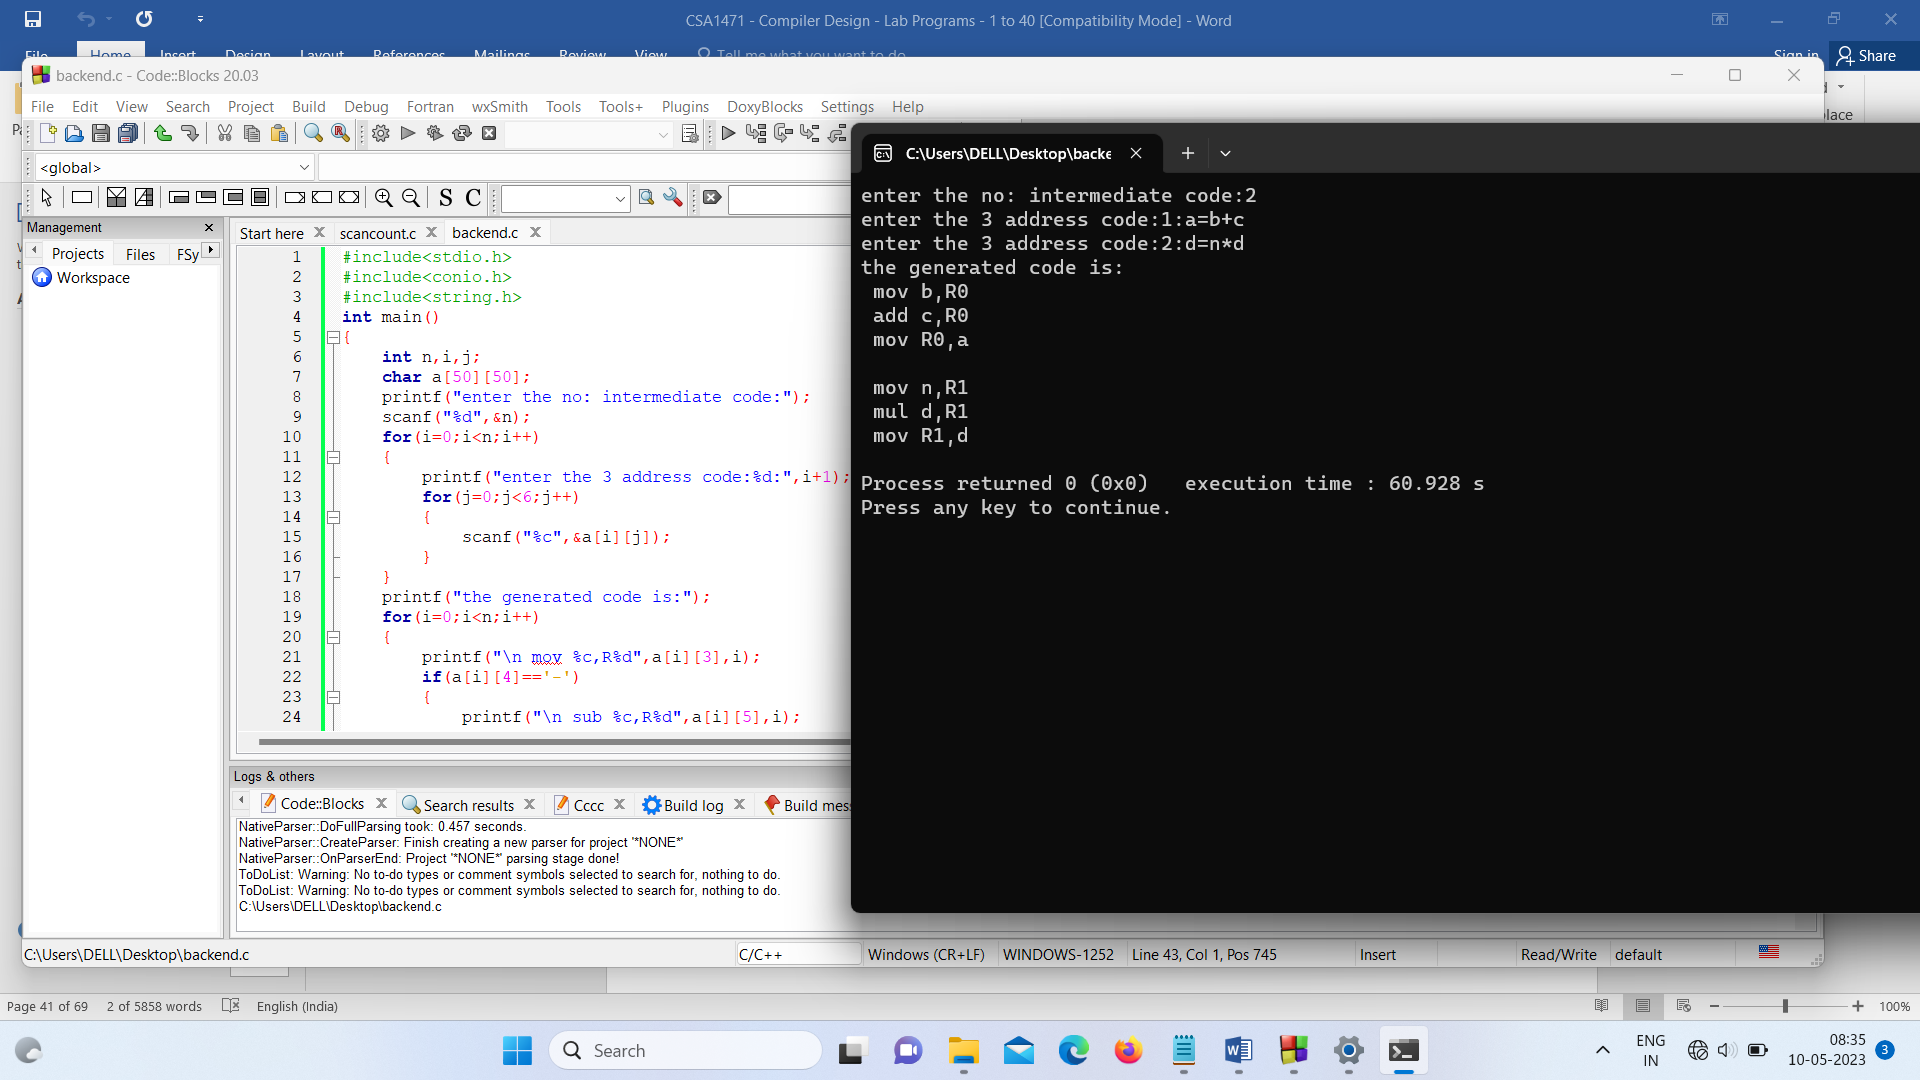 CSA1471 - Compiler Design - Lab Programs - 1 to 40 [Compatibility Mode] - Word
File Home Insert Design Layout References Mailings Review View Tell me what you want to do Sign in Share
backend.c - Code::Blocks 20.03
File Edit View Search Project Build Debug Fortran wxSmith Tools Tools+ Plugins DoxyBlocks Settings Help
<global>
S C
Management
Projects Files FSy
Workspace
Start here scancount.c backend.c
1 #include<stdio.h>
2 #include<conio.h>
3 #include<string.h>
4 int main()
5 {
6 int n,i,j;
7 char a[50][50];
8 printf("enter the no: intermediate code:");
9 scanf("%d",&n);
10 for(i=0;i<n;i++)
11 {
12 printf("enter the 3 address code:%d:",i+1);
13 for(j=0;j<6;j++)
14 {
15 scanf("%c",&a[i][j]);
16 }
17 }
18 printf("the generated code is:");
19 for(i=0;i<n;i++)
20 {
21 printf("\n mov %c,R%d",a[i][3],i);
22 if(a[i][4]=='-')
23 {
24 printf("\n sub %c,R%d",a[i][5],i);
C:\Users\DELL\Desktop\backe
enter the no: intermediate code:2
enter the 3 address code:1:a=b+c
enter the 3 address code:2:d=n*d
the generated code is:
mov b,R0
add c,R0
mov R0,a
mov n,R1
mul d,R1
mov R1,d
Process returned 0 (0x0) execution time : 60.928 s
Press any key to continue.
Logs & others
Code::Blocks Search results Cccc Build log Build mess
NativeParser::DoFullParsing took: 0.457 seconds.
NativeParser::CreateParser: Finish creating a new parser for project '*NONE*'
NativeParser::OnParserEnd: Project '*NONE*' parsing stage done!
ToDoList: Warning: No to-do types or comment symbols selected to search for, nothing to do.
ToDoList: Warning: No to-do types or comment symbols selected to search for, nothing to do.
C:\Users\DELL\Desktop\backend.c
C:\Users\DELL\Desktop\backend.c C/C++ Windows (CR+LF) WINDOWS-1252 Line 43, Col 1, Pos 745 Insert Read/Write default
Page 41 of 69 2 of 5858 words English (India) 100%
Search
ENG
IN
08:35
10-05-2023
3